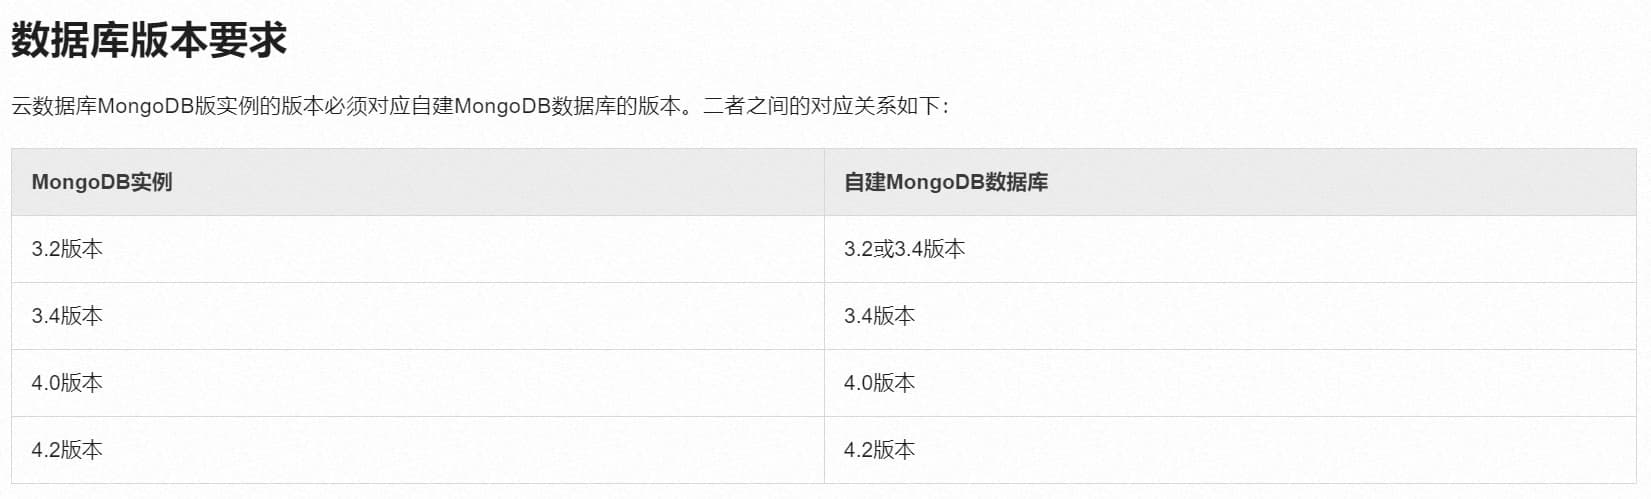 数据库版本要求
云数据库MongoDB版实例的版本必须对应自建MongoDB数据库的版本。二者之间的对应关系如下：
MongoDB实例 自建MongoDB数据库
3.2版本 3.2或3.4版本
3.4版本 3.4版本
4.0版本 4.0版本
4.2版本 4.2版本